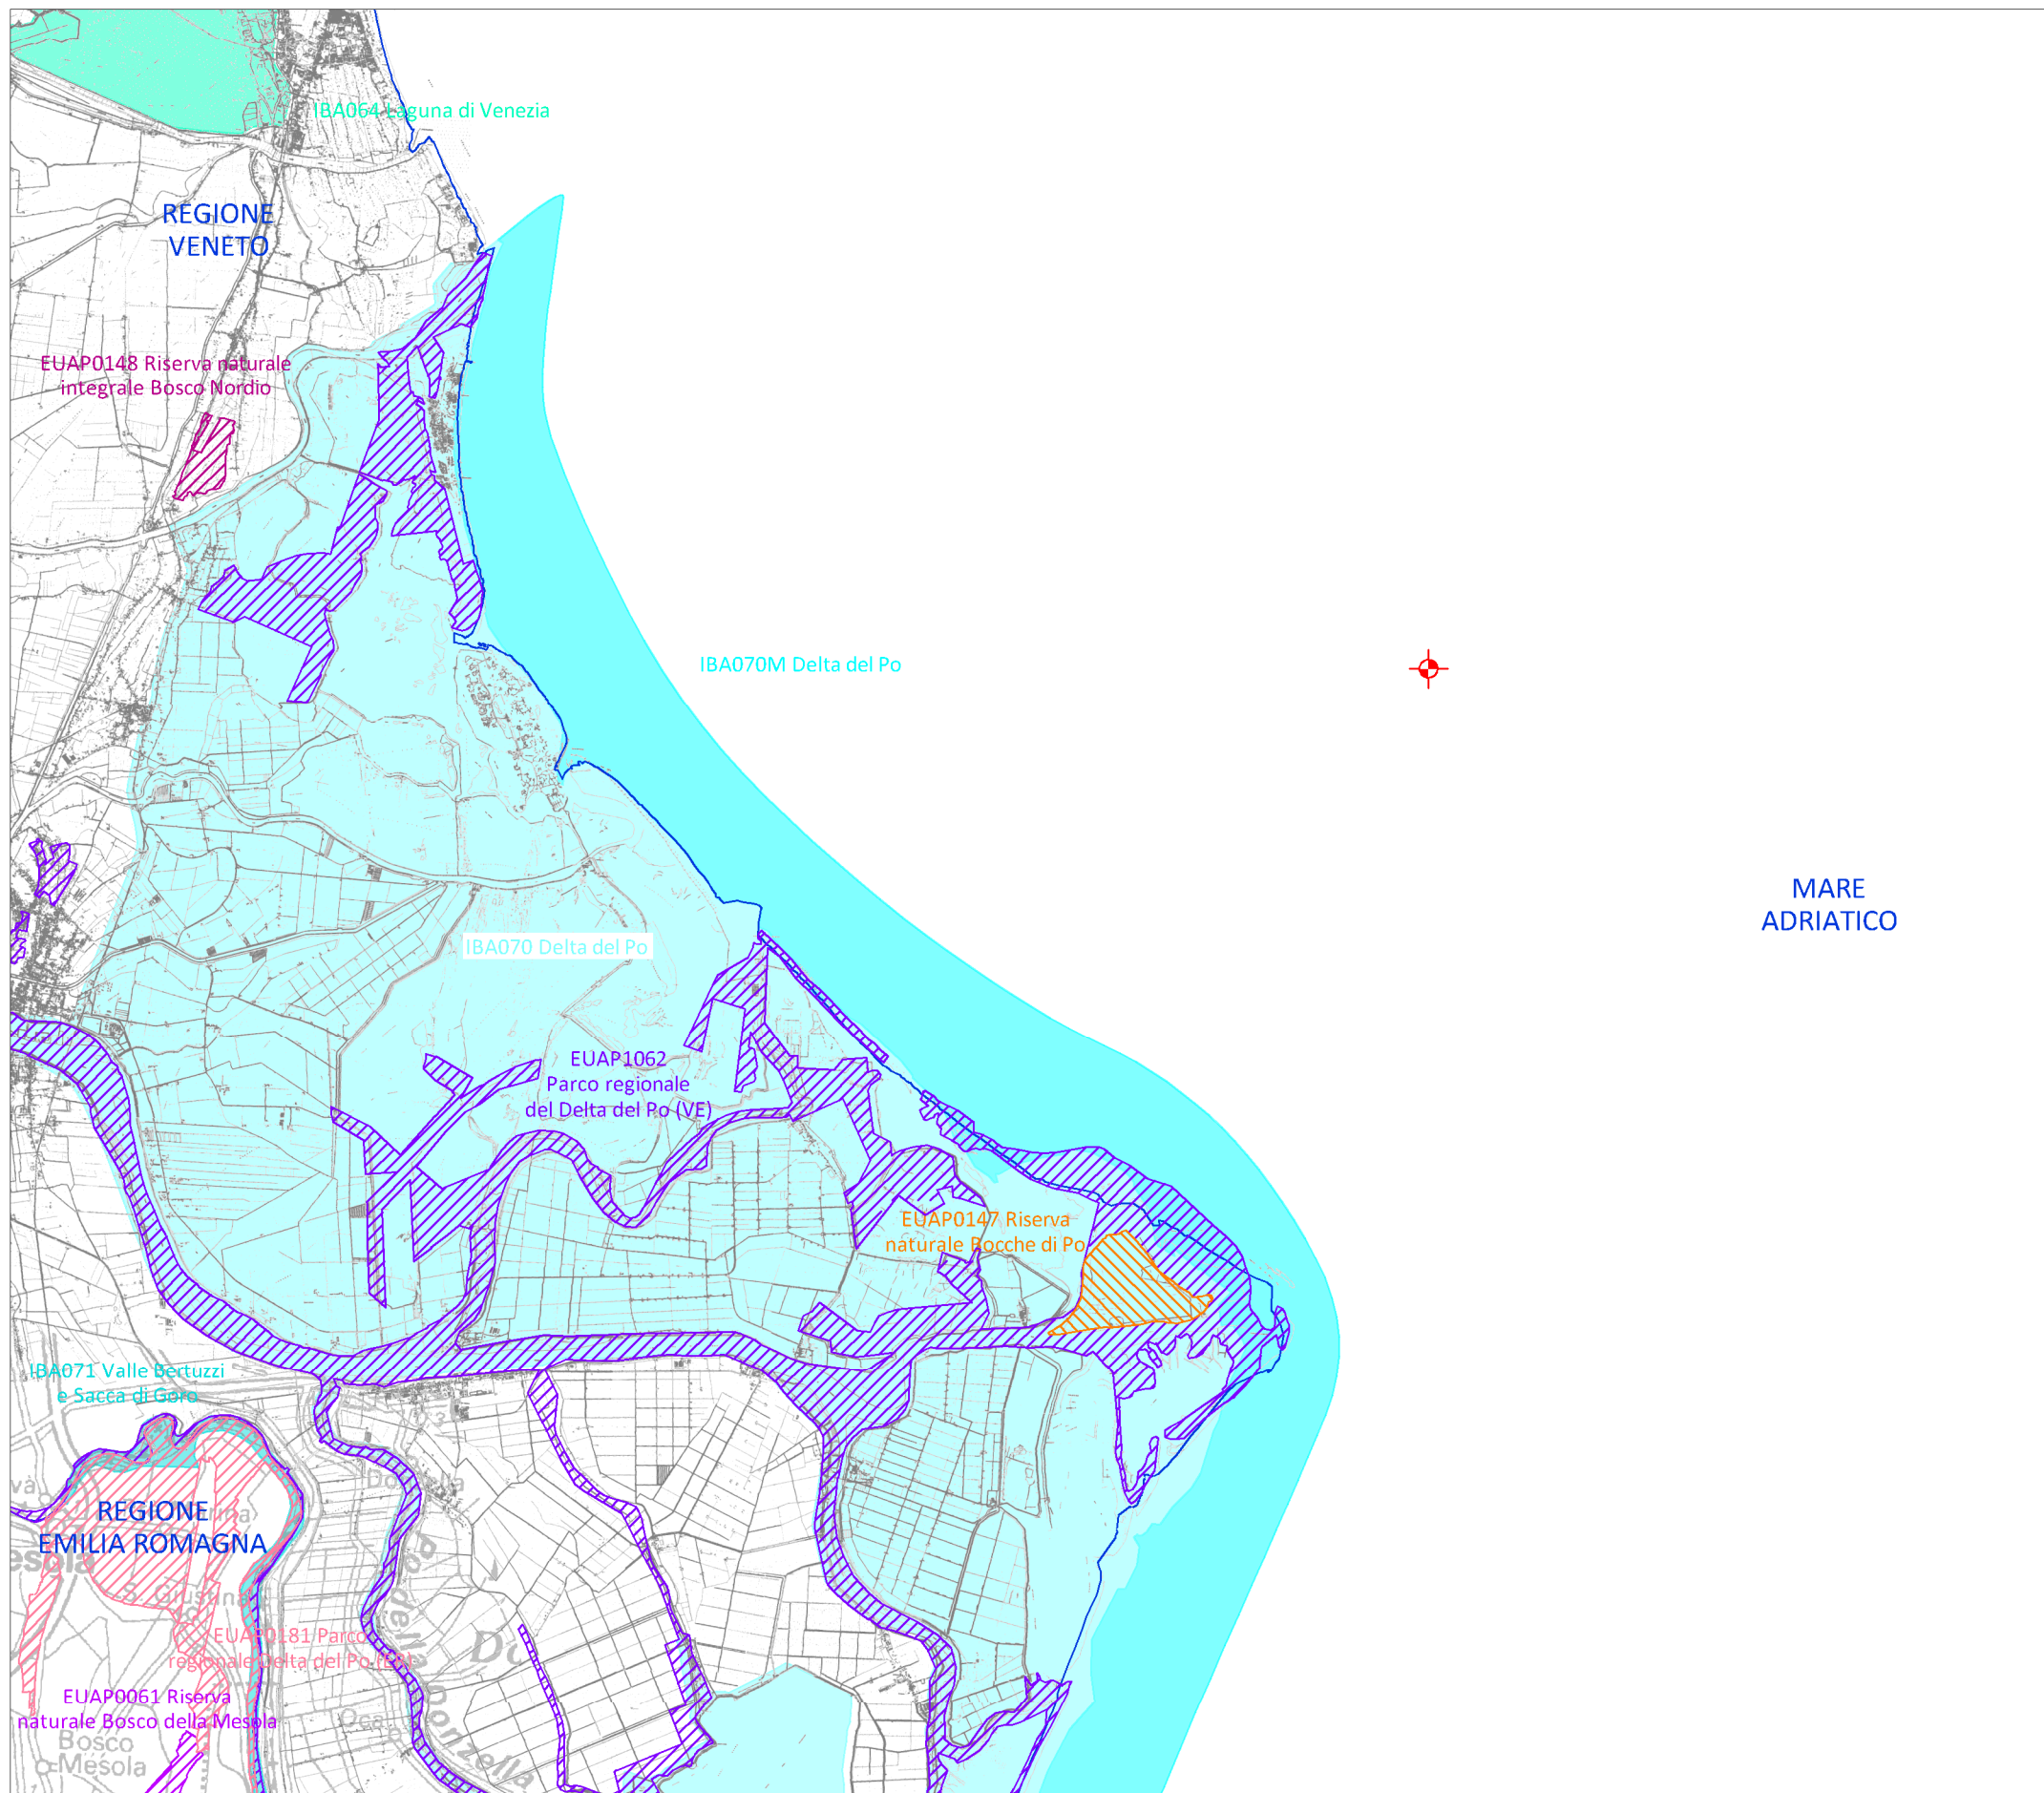 IBA064 Laguna di Venezia
REGIONE
VENETO
EUAP0148 Riserva naturale
integrale Bosco Nordio
IBA070M Delta del Po
MARE
ADRIATICO
IBA070 Delta del Po
EUAP1062
Parco regionale
del Delta del Po (VE)
EUAP0147 Riserva
naturale Bocche di Po
IBA071 Valle Bertuzzi
e Sacca di Goro
REGIONE
EMILIA ROMAGNA
S. Giustina
EUAP0181 Parco
regionale Delta del Po (ER)
EUAP0061 Riserva
naturale Bosco della Mesola
Bosco
Mésola